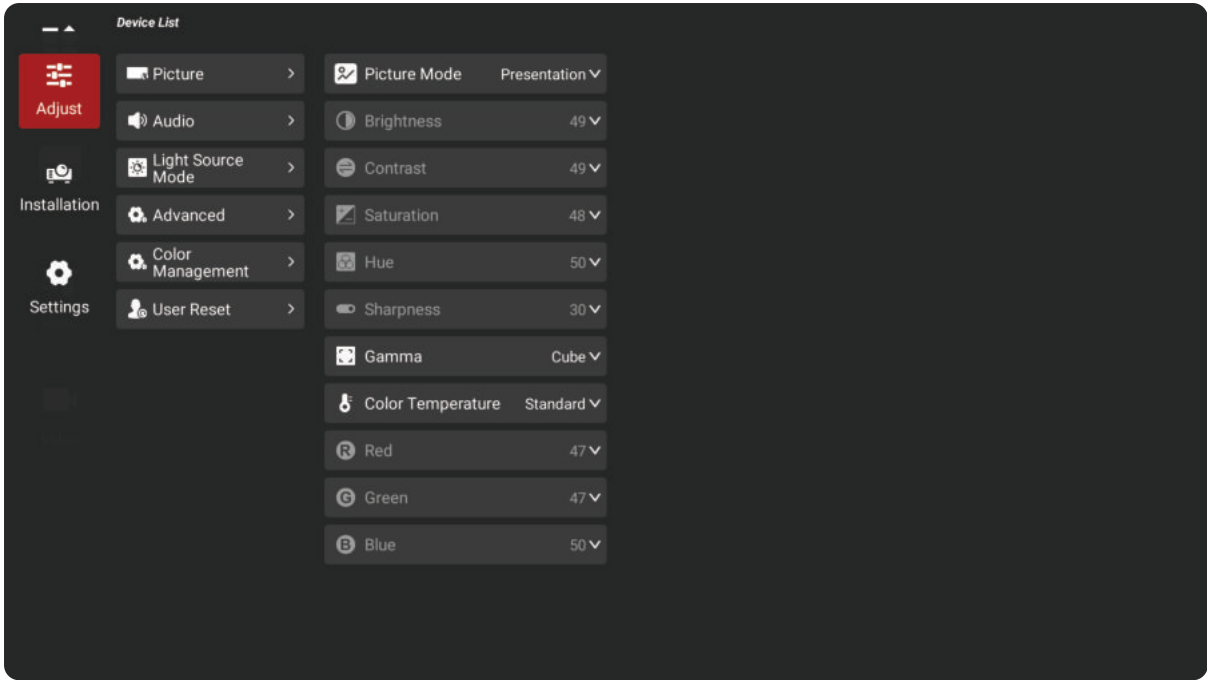 Device List
Adjust
Installation
Settings
Picture
Audio
Light Source
Mode
Advanced
Color
Management
User Reset
Picture Mode Presentation
Brightness 49
Contrast 49
Saturation 48
Hue 50
Sharpness 30
Gamma Cube
Color Temperature Standard
R Red 47
G Green 47
B Blue 50